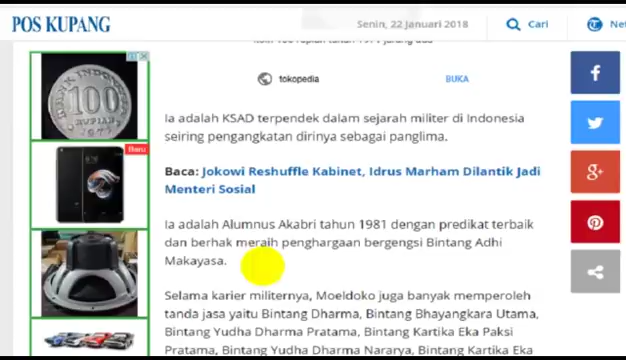 POS KUPANG
Senin, 22 Januari 2018
Cari
tokopedia
BUKA
BANK INDONESIA
100
RUPIAH
Baru
Ia adalah KSAD terpendek dalam sejarah militer di Indonesia
seiring pengangkatan dirinya sebagai panglima.
Baca: Jokowi Reshuffle Kabinet, Idrus Marham Dilantik Jadi
Menteri Sosial
Ia adalah Alumnus Akabri tahun 1981 dengan predikat terbaik
dan berhak meraih penghargaan bergengsi Bintang Adhi
Makayasa.
Selama karier militernya, Moeldoko juga banyak memperoleh
tanda jasa yaitu Bintang Dharma, Bintang Bhayangkara Utama,
Bintang Yudha Dharma Pratama, Bintang Kartika Eka Paksi
Pratama, Bintang Yudha Dharma Nararya, Bintang Kartika Eka